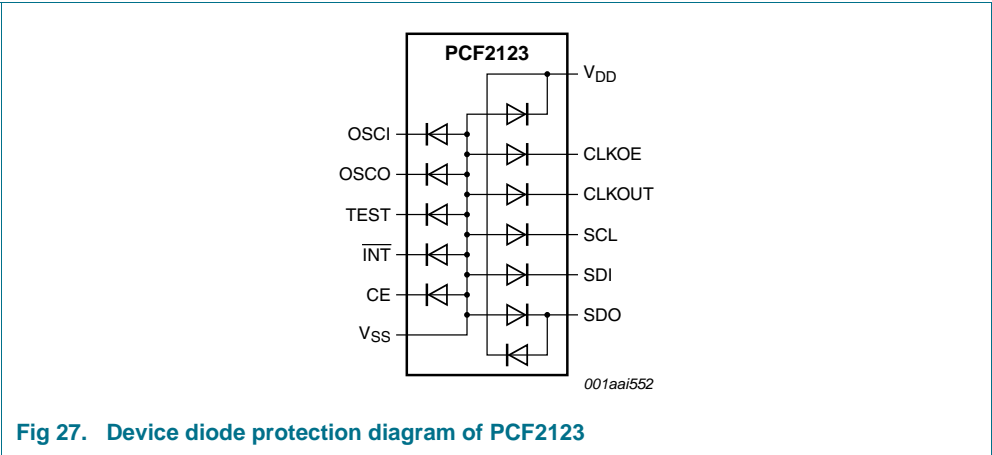 PCF2123
VDD
OSCI
CLKOE
OSCO
CLKOUT
TEST
SCL
INT
SDI
CE
SDO
VSS
001aai552
Fig 27. Device diode protection diagram of PCF2123